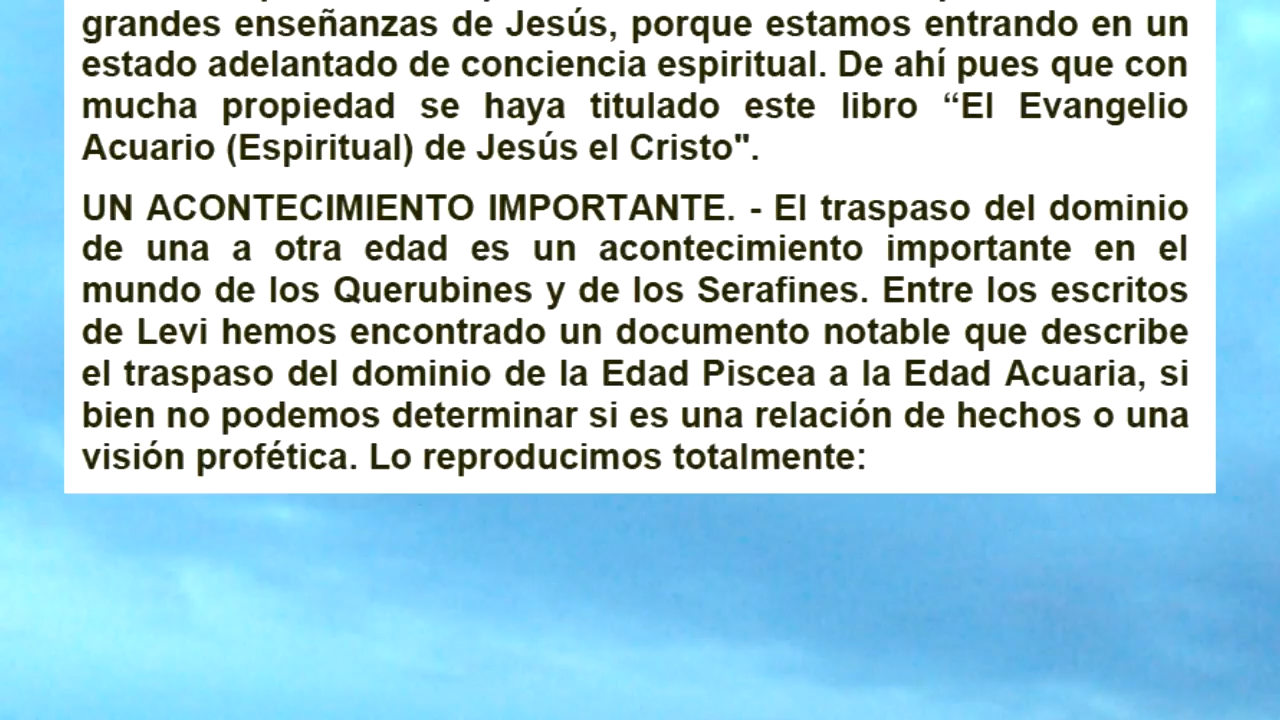 grandes enseñanzas de Jesús, porque estamos entrando en un
estado adelantado de conciencia espiritual. De ahí pues que con
mucha propiedad se haya titulado este libro “El Evangelio
Acuario (Espiritual) de Jesús el Cristo".
UN ACONTECIMIENTO IMPORTANTE. - El traspaso del dominio
de una a otra edad es un acontecimiento importante en el
mundo de los Querubines y de los Serafines. Entre los escritos
de Levi hemos encontrado un documento notable que describe
el traspaso del dominio de la Edad Piscea a la Edad Acuaria, si
bien no podemos determinar si es una relación de hechos o una
visión profética. Lo reproducimos totalmente: